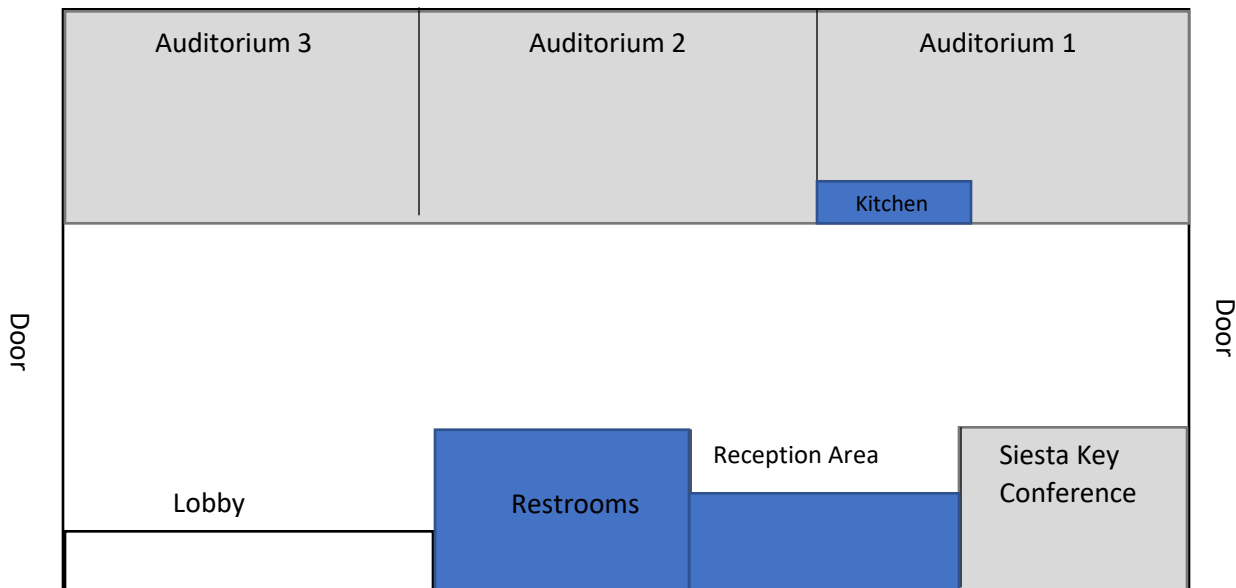 Auditorium 3
Auditorium 2
Auditorium 1
Kitchen
Door
Door
Reception Area
Siesta Key
Conference
Lobby
Restrooms